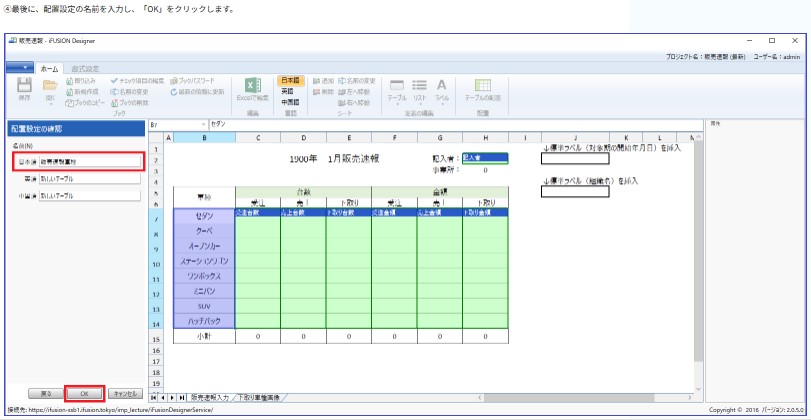 ④最後に、配置設定の名前を入力し、「OK」をクリックします。
販売速報 - iFUSION Designer
プロジェクト名：販売速報 (最新) ユーザー名：admin
ホーム 書式設定
保存 開く 取り込み 新規作成 ブックのコピー チェック項目の編集 名前の変更 ブックの削除 ブックパスワード 最新の情報に更新 Excelで編集 日本語 英語 中国語 追加 削除 名前の変更 左へ移動 右へ移動 テーブル リスト ラベル テーブルの配置
ブック 編集 言語 シート 定義の編集 配置
配置設定の確認
B7 セダン
属性
名前(N)
日本語 販売速報車種
英語 新しいテーブル
中国語 新しいテーブル
A B C D E F G H I J K L M
1 ↓標準ラベル（対象期の開始年月日）を挿入
2 1900年 1月販売速報 記入者： 記入者
3 事業所： 0
4 ↓標準ラベル（組織名）を挿入
5 車種 台数 金額
6 受注 売上 下取り 受注 売上 下取り
7 セダン 受注台数 売上台数 下取り台数 受注金額 売上金額 下取り金額
8 クーペ
9 オープンカー
10 ステーションワゴン
11 ワンボックス
12 ミニバン
13 SUV
14 ハッチバック
15 小計 0 0 0 0 0 0
16
17
18
19
20
21
戻る OK キャンセル
販売速報入力 下取り車種画像
接続先: https://ifusion-ssb1.ifusion.tokyo/imp_lecture/iFusionDesignerService/
Copyright © 2016 バージョン: 2.0.5.0